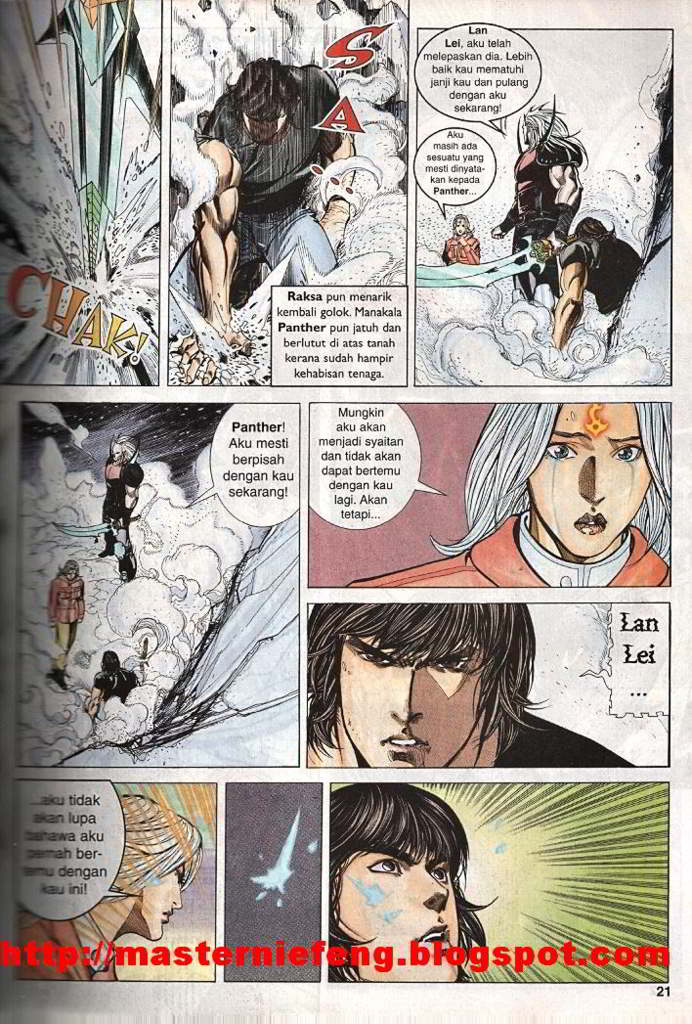 CHAK!
SA
Raksa pun menarik
kembali golok. Manakala
Panther pun jatuh dan
berlutut di atas tanah
kerana sudah hampir
kehabisan tenaga.
Lan
Lei, aku telah
melepaskan dia. Lebih
baik kau mematuhi
janji kau dan pulang
dengan aku
sekarang!
Aku
masih ada
sesuatu yang
mesti dinyata-
kan kepada
Panther...
Panther!
Aku mesti
berpisah
dengan kau
sekarang!
Mungkin
aku akan
menjadi syaitan
dan tidak akan
dapat bertemu
dengan kau
lagi. Akan
tetapi...
Lan
Lei
...
...aku tidak
akan lupa
bahawa aku
pernah ber-
temu dengan
kau ini!
http://masterniefeng.blogspot.com
21